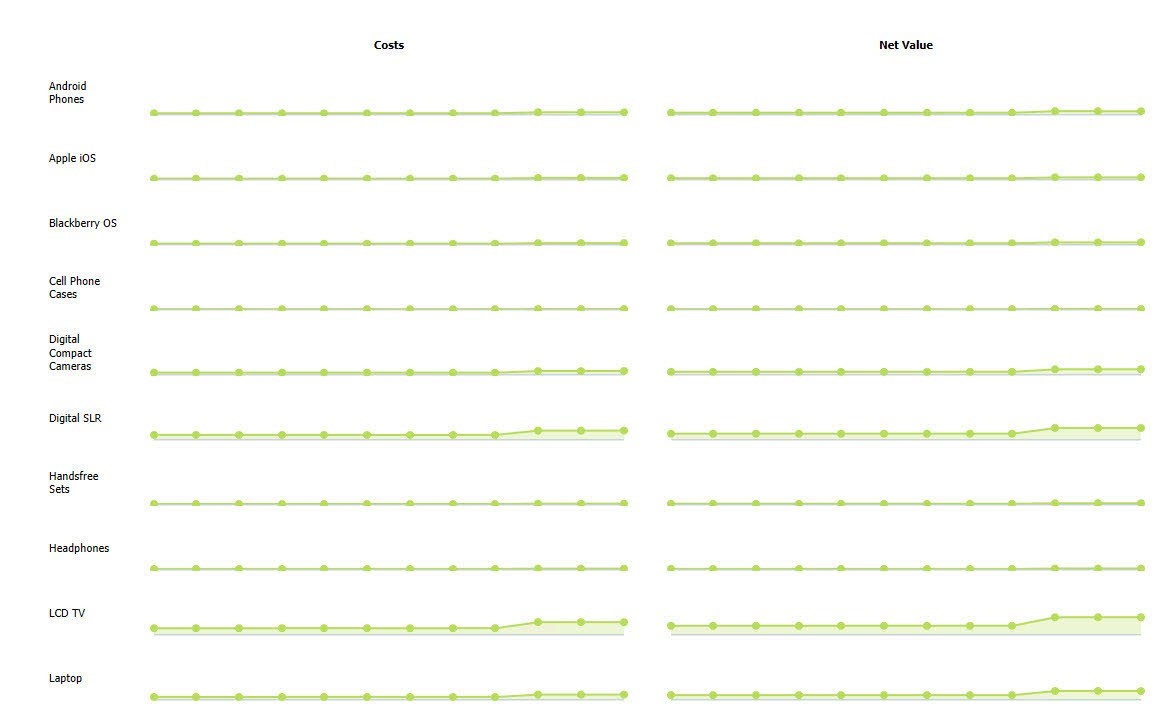 Costs
Net Value
Android
Phones
Apple iOS
Blackberry OS
Cell Phone
Cases
Digital
Compact
Cameras
Digital SLR
Handsfree
Sets
Headphones
LCD TV
Laptop